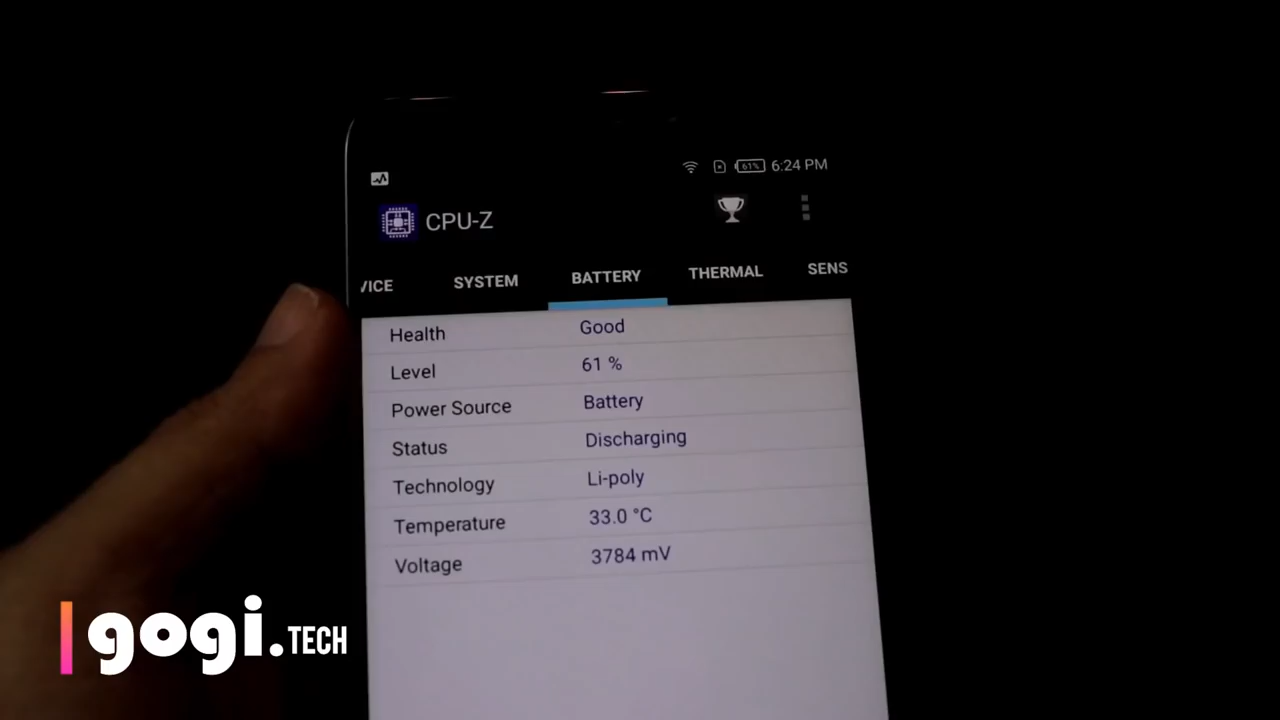 61% 6:24 PM
CPU-Z
VICE SYSTEM BATTERY THERMAL SENS
Health Good
Level 61 %
Power Source Battery
Status Discharging
Technology Li-poly
Temperature 33.0 °C
Voltage 3784 mV
gogi.TECH